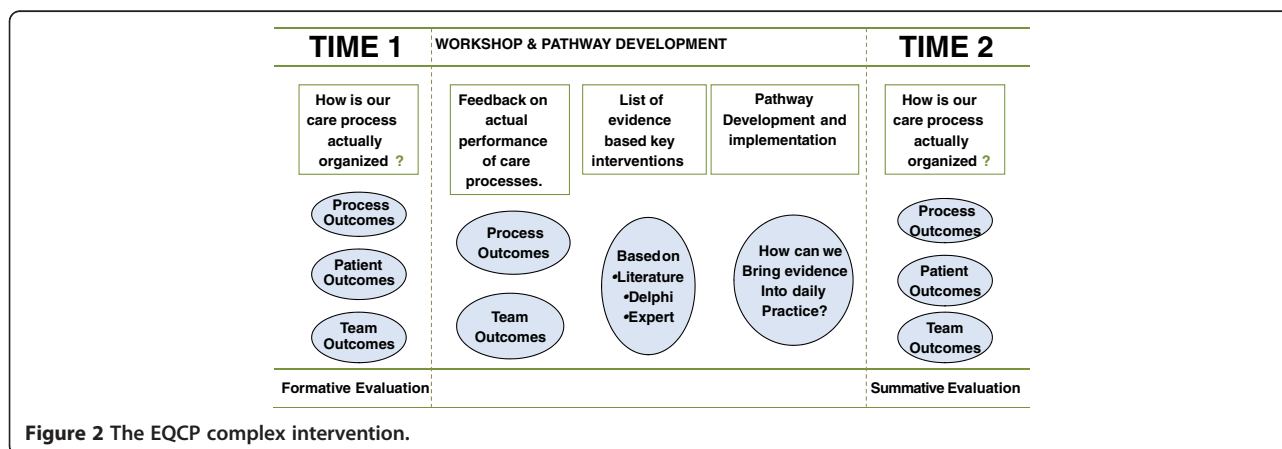 TIME 1
WORKSHOP & PATHWAY DEVELOPMENT
TIME 2
How is our
care process
actually
organized ?
Feedback on
actual
performance
of care
processes.
List of
evidence
based key
interventions
Pathway
Development and
implementation
How is our
care process
actually
organized ?
Process
Outcomes
Patient
Outcomes
Team
Outcomes
Process
Outcomes
Team
Outcomes
Based on
•Literature
•Delphi
•Expert
How can we
Bring evidence
Into daily
Practice?
Process
Outcomes
Patient
Outcomes
Team
Outcomes
Formative Evaluation
Summative Evaluation
Figure 2 The EQCP complex intervention.